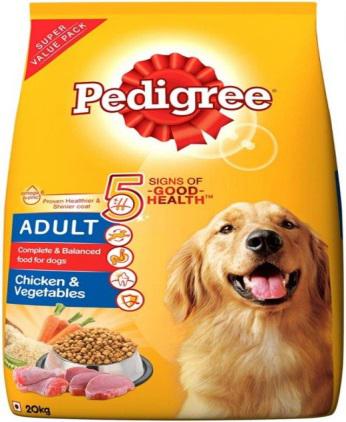 SUPER
VALUE PACK
Pedigree
Proven Healthier &
Shinier coat
5 SIGNS OF
-GOOD-
HEALTH™
ADULT
Complete & Balanced
food for dogs
Chicken &
Vegetables
20kg